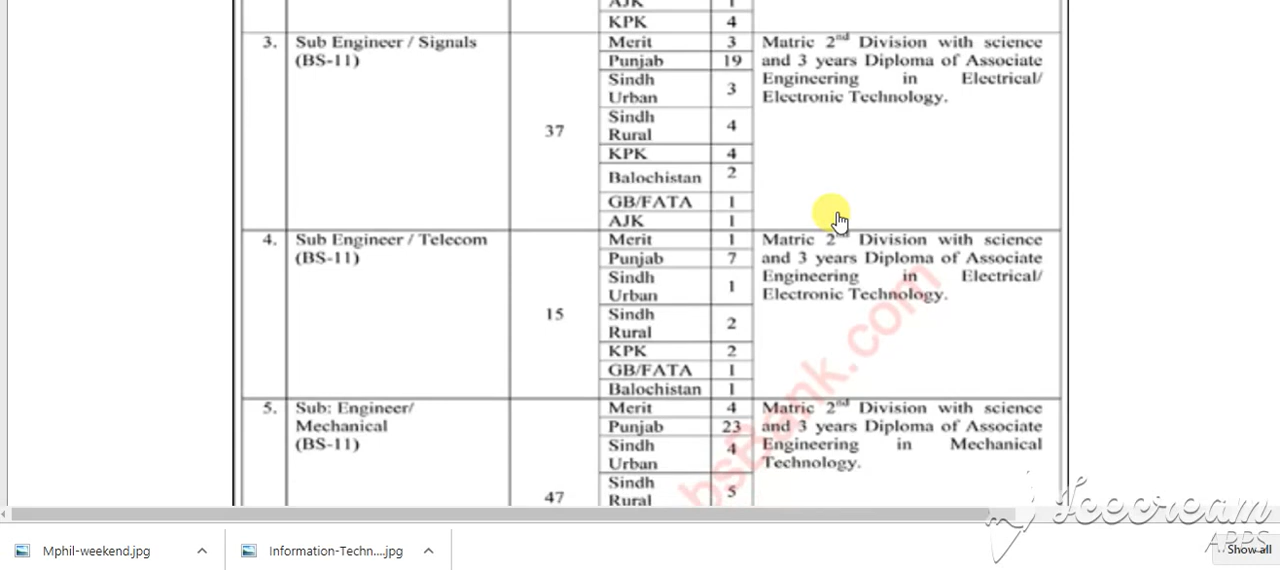 AJK 1
KPK 4
3. Sub Engineer / Signals
(BS-11)
37
Merit 3
Punjab 19
Sindh
Urban 3
Sindh
Rural 4
KPK 4
Balochistan 2
GB/FATA 1
AJK 1
Matric 2nd Division with science
and 3 years Diploma of Associate
Engineering in Electrical/
Electronic Technology.
4. Sub Engineer / Telecom
(BS-11)
15
Merit 1
Punjab 7
Sindh
Urban 1
Sindh
Rural 2
KPK 2
GB/FATA 1
Balochistan 1
Matric 2nd Division with science
and 3 years Diploma of Associate
Engineering in Electrical/
Electronic Technology.
5. Sub: Engineer/
Mechanical
(BS-11)
47
Merit 4
Punjab 23
Sindh
Urban 4
Sindh
Rural 5
Matric 2nd Division with science
and 3 years Diploma of Associate
Engineering in Mechanical
Technology.
bsBank.com
Icecream
APPS
Mphil-weekend.jpg
Information-Techn....jpg
Show all